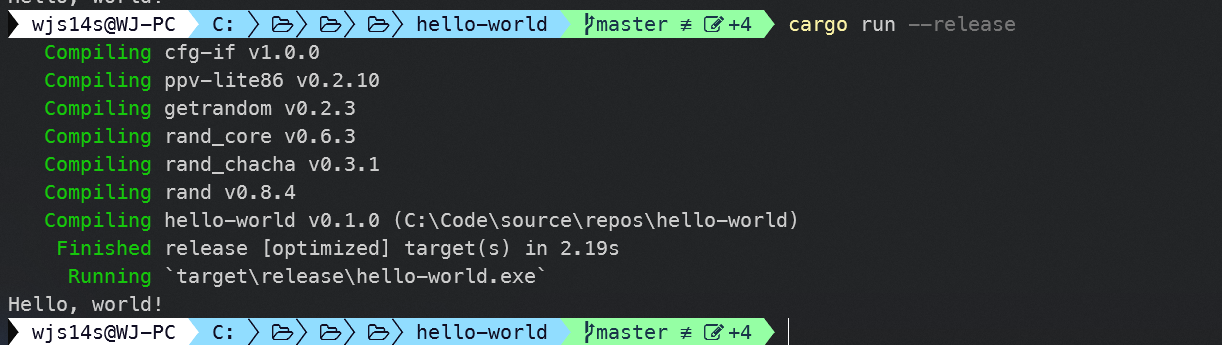 Hello, world!
wjs14s@WJ-PC C: hello-world master ≢ +4 cargo run --release
Compiling cfg-if v1.0.0
Compiling ppv-lite86 v0.2.10
Compiling getrandom v0.2.3
Compiling rand_core v0.6.3
Compiling rand_chacha v0.3.1
Compiling rand v0.8.4
Compiling hello-world v0.1.0 (C:\Code\source\repos\hello-world)
Finished release [optimized] target(s) in 2.19s
Running `target\release\hello-world.exe`
Hello, world!
wjs14s@WJ-PC C: hello-world master ≢ +4